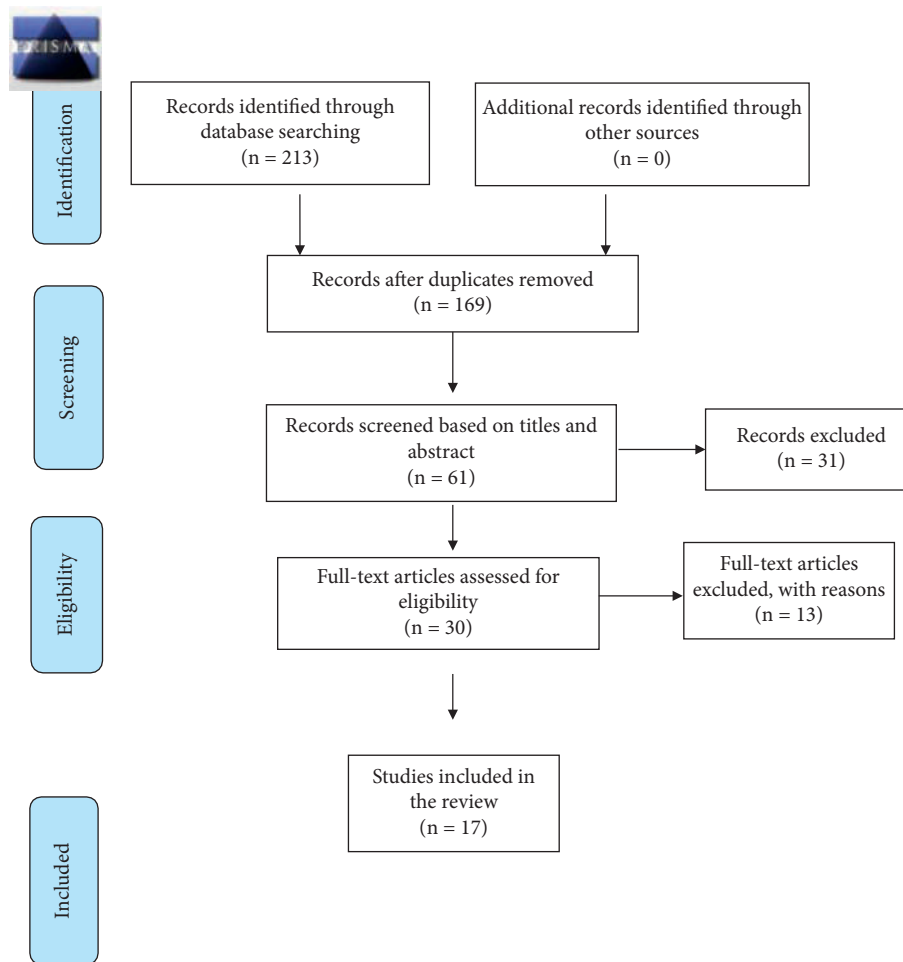 PRISMA
Identification
Records identified through
database searching
(n = 213)
Additional records identified through
other sources
(n = 0)
Records after duplicates removed
(n = 169)
Screening
Records screened based on titles and
abstract
(n = 61)
Records excluded
(n = 31)
Eligibility
Full-text articles assessed for
eligibility
(n = 30)
Full-text articles
excluded, with reasons
(n = 13)
Studies included in
the review
(n = 17)
Included